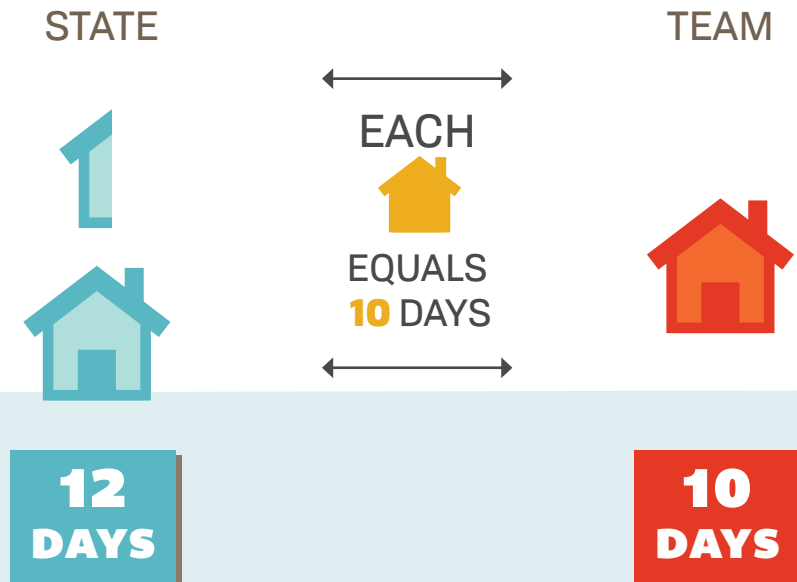 STATE
TEAM
EACH
EQUALS
10 DAYS
12
DAYS
10
DAYS